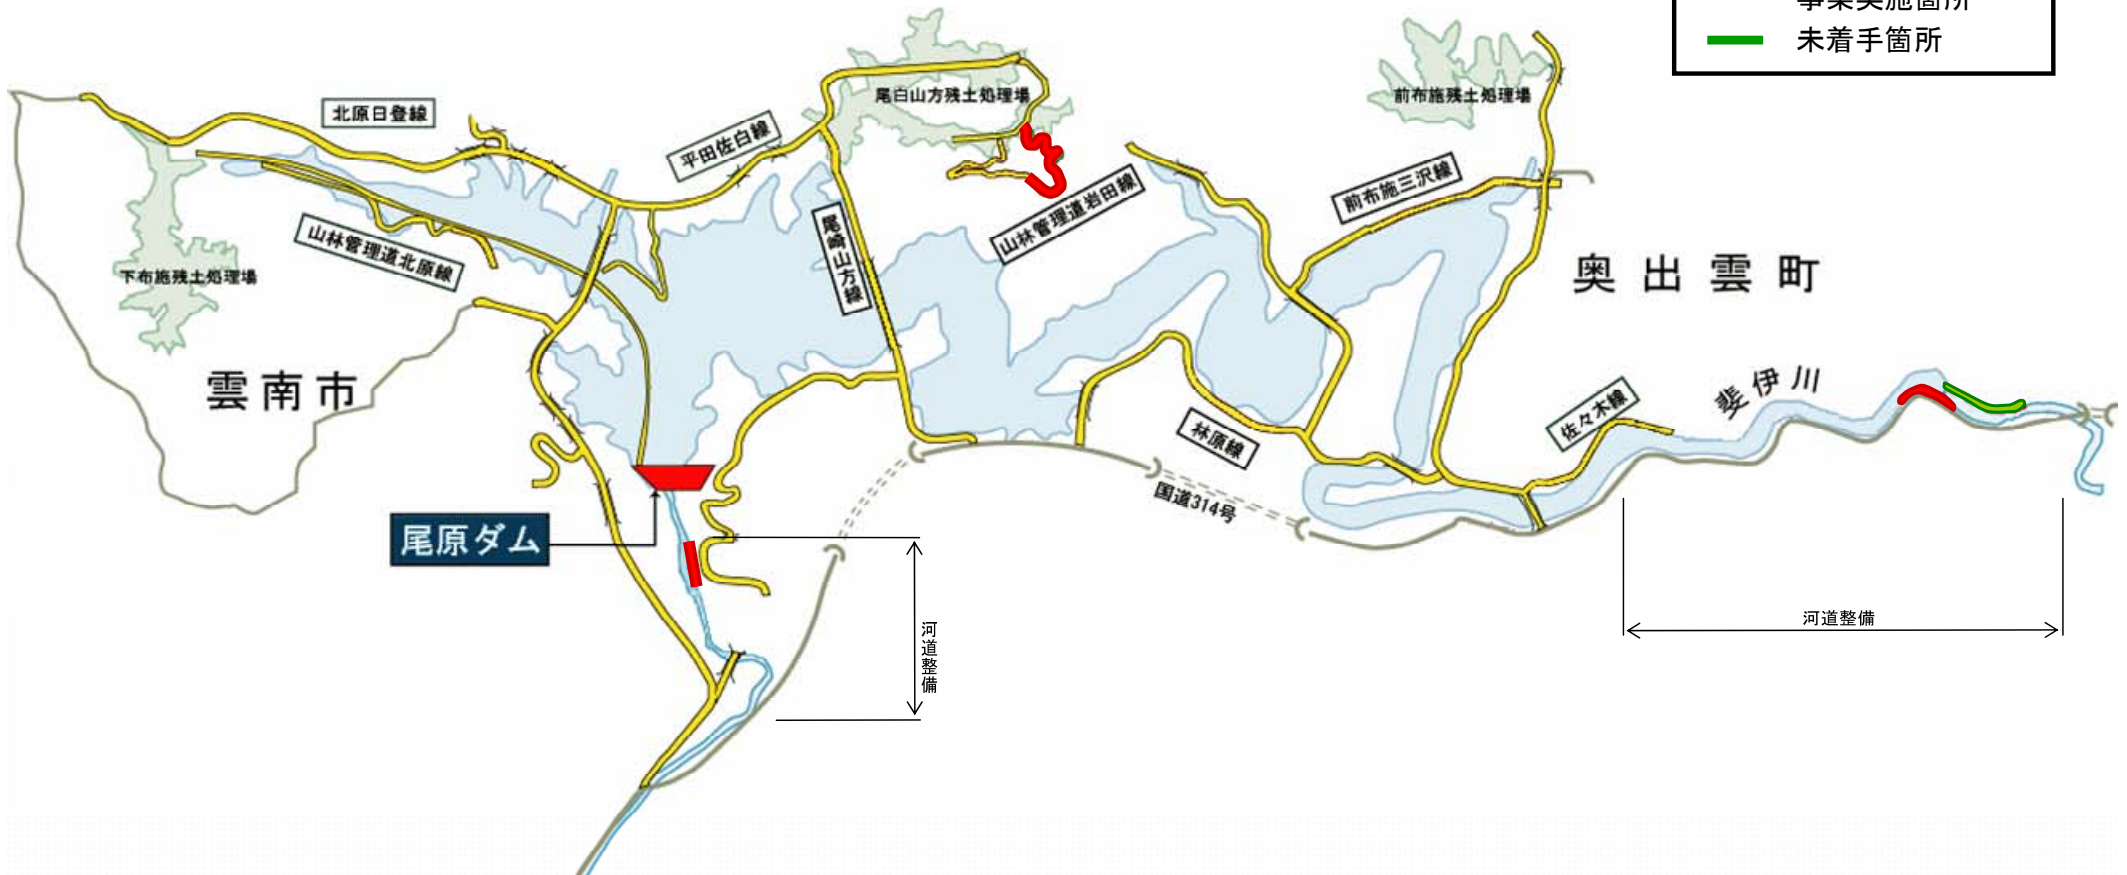 事業実施箇所
未着手箇所
北原日登線
平田佐白線
尾白山方残土処理場
前布施残土処理場
山林管理道北原線
下布施残土処理場
尾崎山方線
山林管理道岩田線
前布施三沢線
奥出雲町
雲南市
斐伊川
佐々木線
林原線
国道314号
尾原ダム
河道整備
河道整備